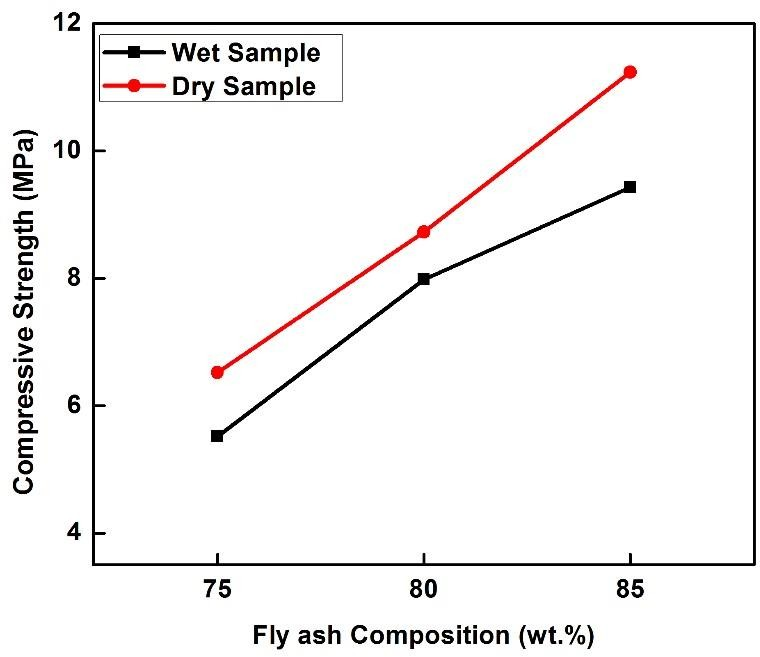 12
10
8
6
4
Compressive Strength (MPa)
Wet Sample
Dry Sample
75 80 85
Fly ash Composition (wt.%)